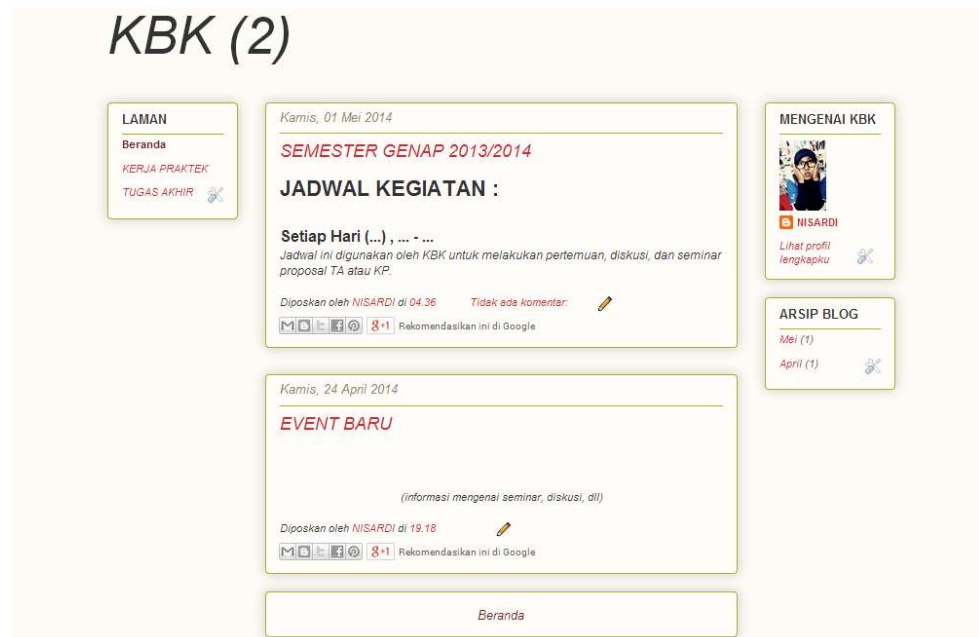 KBK (2)
LAMAN
Beranda
KERJA PRAKTEK
TUGAS AKHIR
Kamis, 01 Mei 2014
SEMESTER GENAP 2013/2014
JADWAL KEGIATAN :
Setiap Hari (...) , ... - ...
Jadwal ini digunakan oleh KBK untuk melakukan pertemuan, diskusi, dan seminar
proposal TA atau KP.
Diposkan oleh NISARDI di 04.36 Tidak ada komentar:
g+1 Rekomendasikan ini di Google
Kamis, 24 April 2014
EVENT BARU
(informasi mengenai seminar, diskusi, dll)
Diposkan oleh NISARDI di 19.18
g+1 Rekomendasikan ini di Google
Beranda
MENGENAI KBK
NISARDI
Lihat profil
lengkapku
ARSIP BLOG
Mei (1)
April (1)